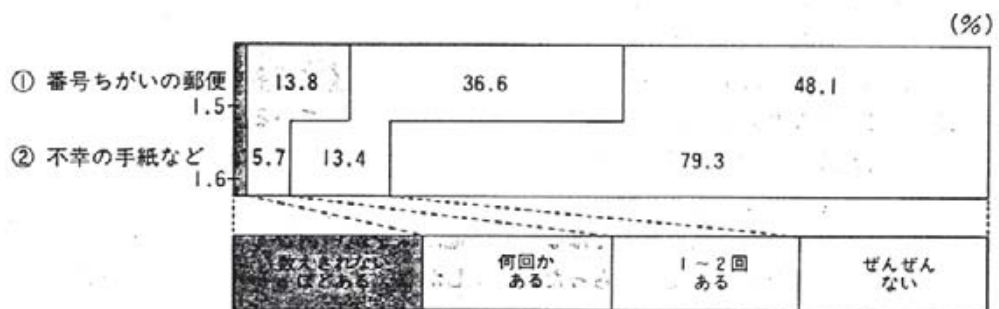 (%)
① 番号ちがいの郵便 13.8 36.6 48.1
1.5
② 不幸の手紙など 5.7 13.4 79.3
1.6
数えきれない
ほどある
何回か
ある
1～2回
ある
ぜんぜん
ない